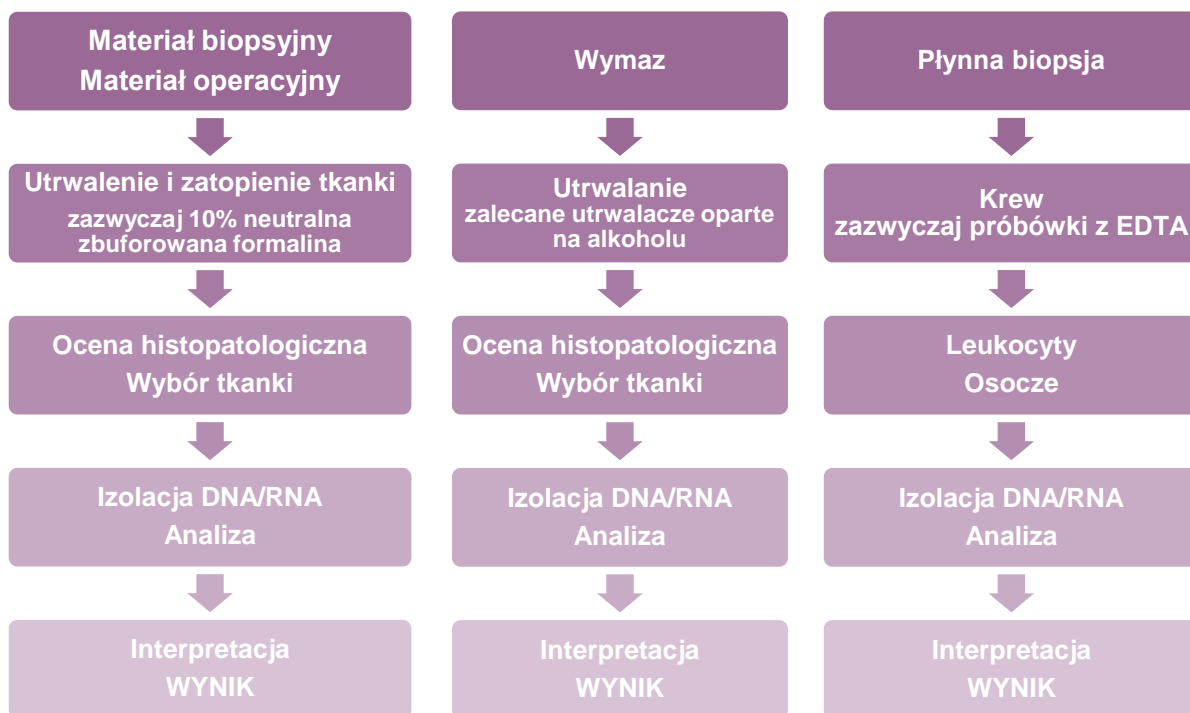 Materiał biopsyjny
Materiał operacyjny
Utrwalenie i zatopienie tkanki
zazwyczaj 10% neutralna
zbuforowana formalina
Ocena histopatologiczna
Wybór tkanki
Izolacja DNA/RNA
Analiza
Interpretacja
WYNIK
Wymaz
Utrwalanie
zalecane utrwalacze oparte
na alkoholu
Ocena histopatologiczna
Wybór tkanki
Izolacja DNA/RNA
Analiza
Interpretacja
WYNIK
Płynna biopsja
Krew
zazwyczaj próbówki z EDTA
Leukocyty
Osocze
Izolacja DNA/RNA
Analiza
Interpretacja
WYNIK